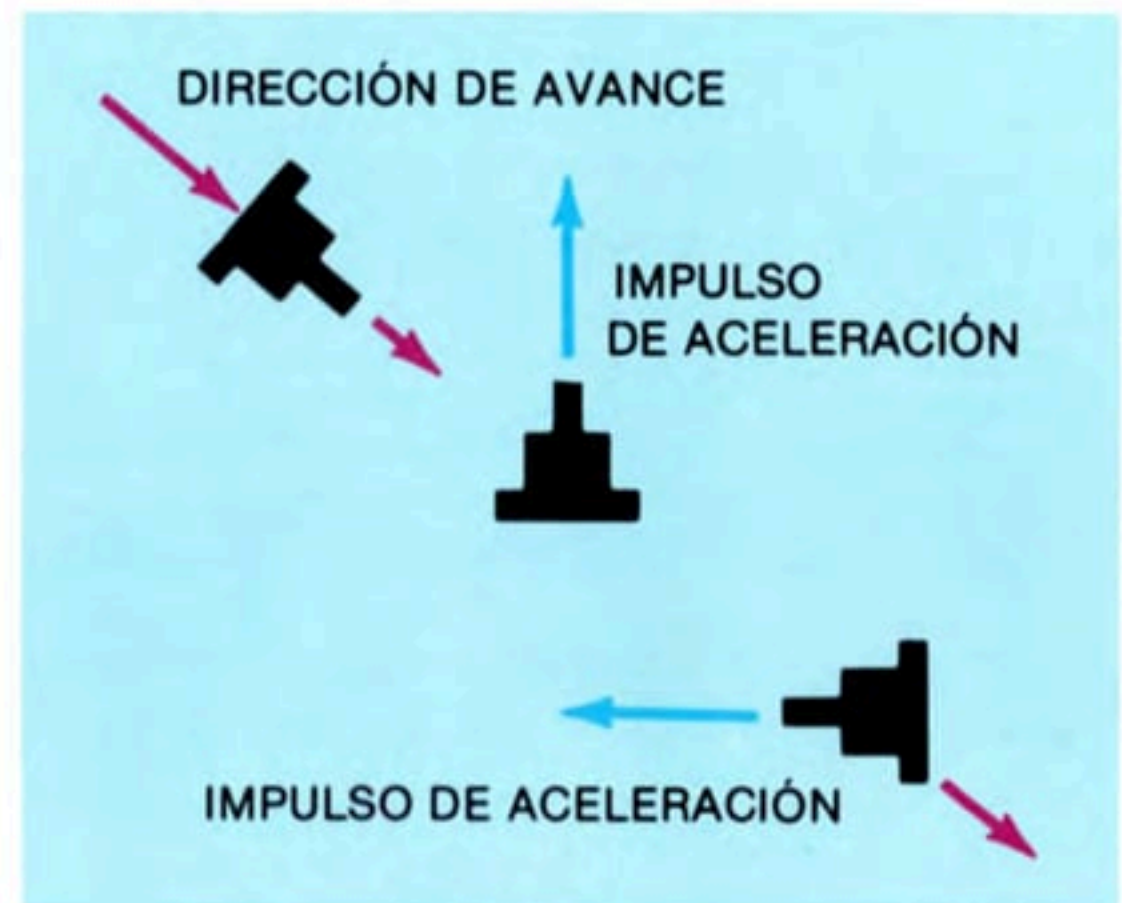 DIRECCIÓN DE AVANCE
IMPULSO
DE ACELERACIÓN
IMPULSO DE ACELERACIÓN